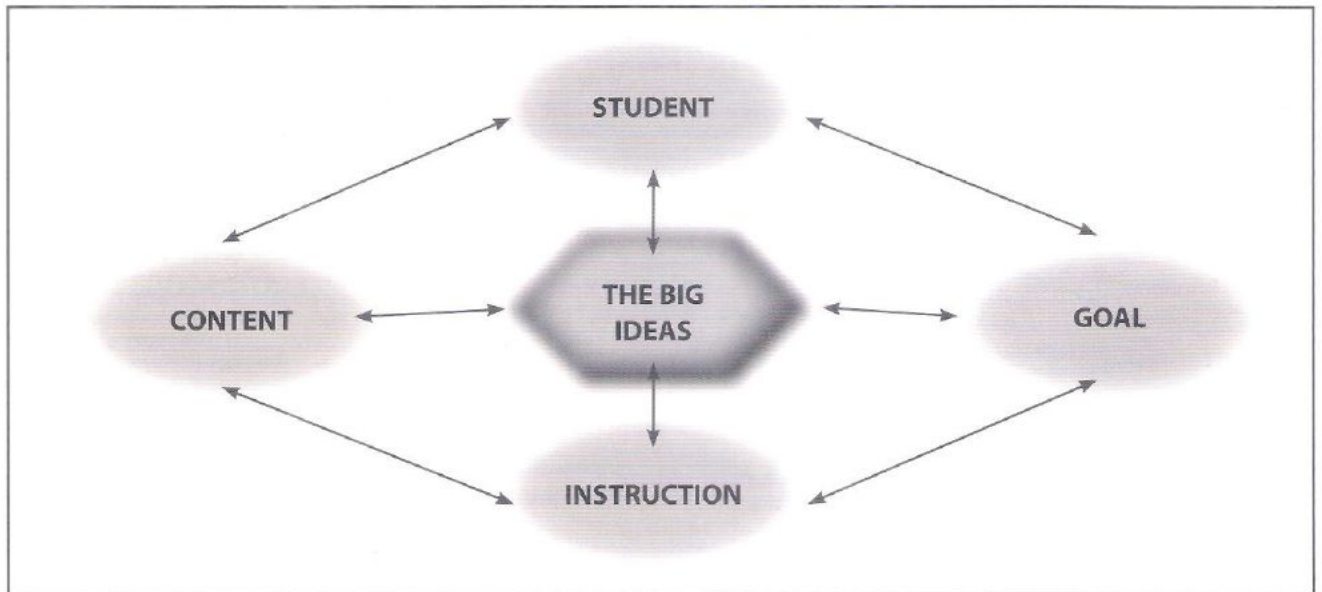 STUDENT
THE BIG
IDEAS
CONTENT
GOAL
INSTRUCTION